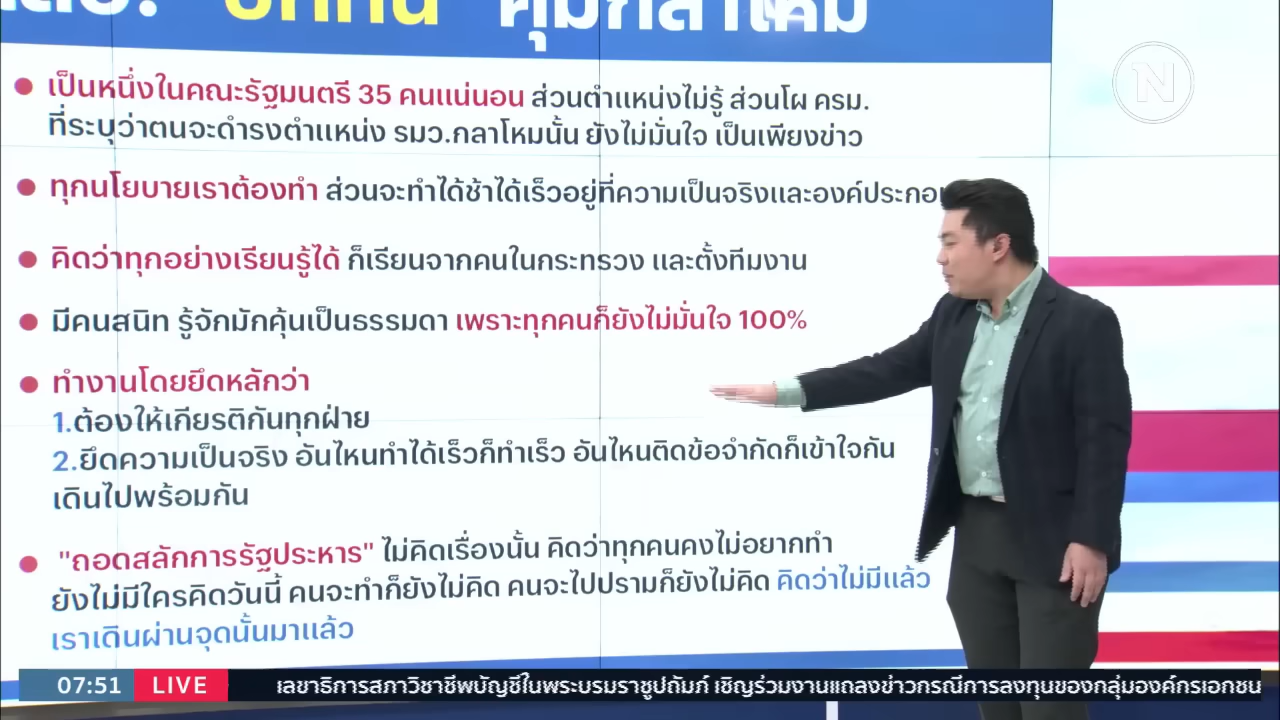 คุมกลาโหม
เป็นหนึ่งในคณะรัฐมนตรี 35 คนแน่นอน ส่วนตำแหน่งไม่รู้ ส่วนโผ ครม.
ที่ระบุว่าตนจะดำรงตำแหน่ง รมว.กลาโหมนั้น ยังไม่มั่นใจ เป็นเพียงข่าว
ทุกนโยบายเราต้องทำ ส่วนจะทำได้ช้าได้เร็วอยู่ที่ความเป็นจริงและองค์ประกอบ
คิดว่าทุกอย่างเรียนรู้ได้ ก็เรียนจากคนในกระทรวง และตั้งทีมงาน
มีคนสนิท รู้จักมักคุ้นเป็นธรรมดา เพราะทุกคนก็ยังไม่มั่นใจ 100%
ทำงานโดยยึดหลักว่า
1.ต้องให้เกียรติกันทุกฝ่าย
2.ยึดความเป็นจริง อันไหนทำได้เร็วก็ทำเร็ว อันไหนติดข้อจำกัดก็เข้าใจกัน
เดินไปพร้อมกัน
"ถอดสลักการรัฐประหาร" ไม่คิดเรื่องนั้น คิดว่าทุกคนคงไม่อยากทำ
ยังไม่มีใครคิดวันนี้ คนจะทำก็ยังไม่คิด คนจะไปปรามก็ยังไม่คิด คิดว่าไม่มีแล้ว
เราเดินผ่านจุดนั้นมาแล้ว
N
07:51 LIVE เลขาธิการสภาวิชาชีพบัญชีในพระบรมราชูปถัมภ์ เชิญร่วมงานแถลงข่าวกรณีการลงทุนของกลุ่มองค์กรเอกชน